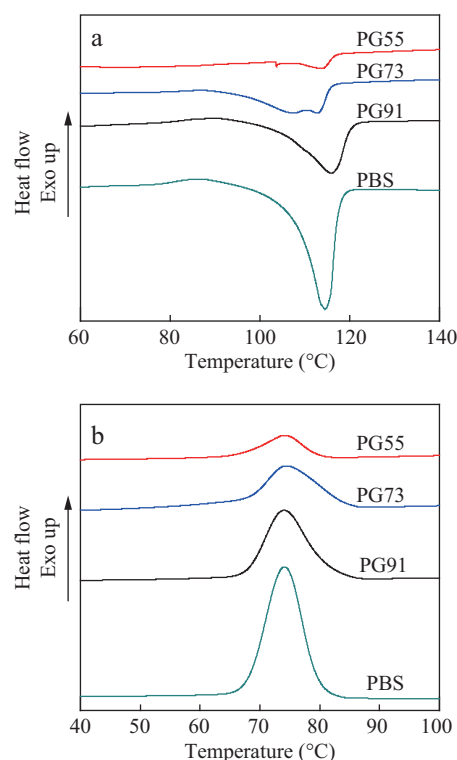 a
PG55
PG73
PG91
PBS
Heat flow
Exo up
60 80 100 120 140
Temperature (°C)
b
PG55
PG73
PG91
PBS
Heat flow
Exo up
40 50 60 70 80 90 100
Temperature (°C)